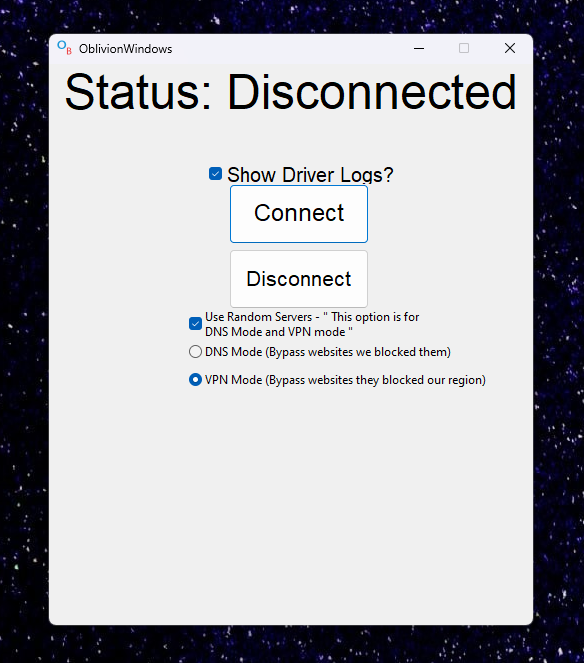 OB OblivionWindows
Status: Disconnected
Show Driver Logs?
Connect
Disconnect
Use Random Servers - " This option is for
DNS Mode and VPN mode "
DNS Mode (Bypass websites we blocked them)
VPN Mode (Bypass websites they blocked our region)